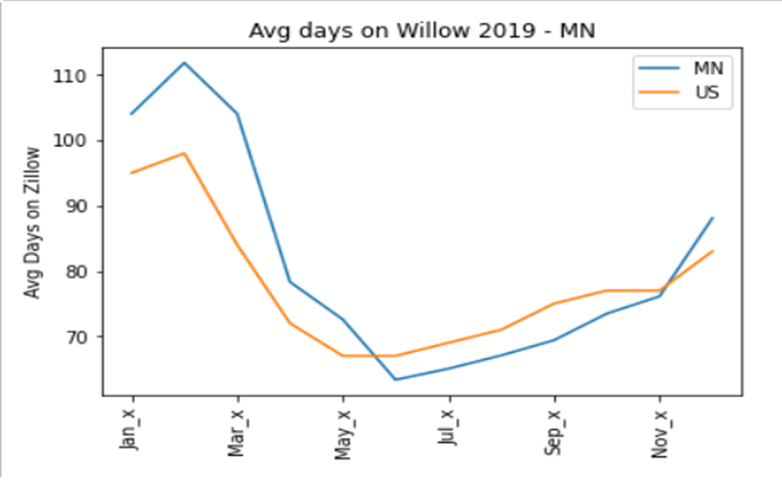 Avg days on Willow 2019 - MN
MN
US
Avg Days on Zillow
110
100
90
80
70
Jan_x
Mar_x
May_x
Jul_x
Sep_x
Nov_x